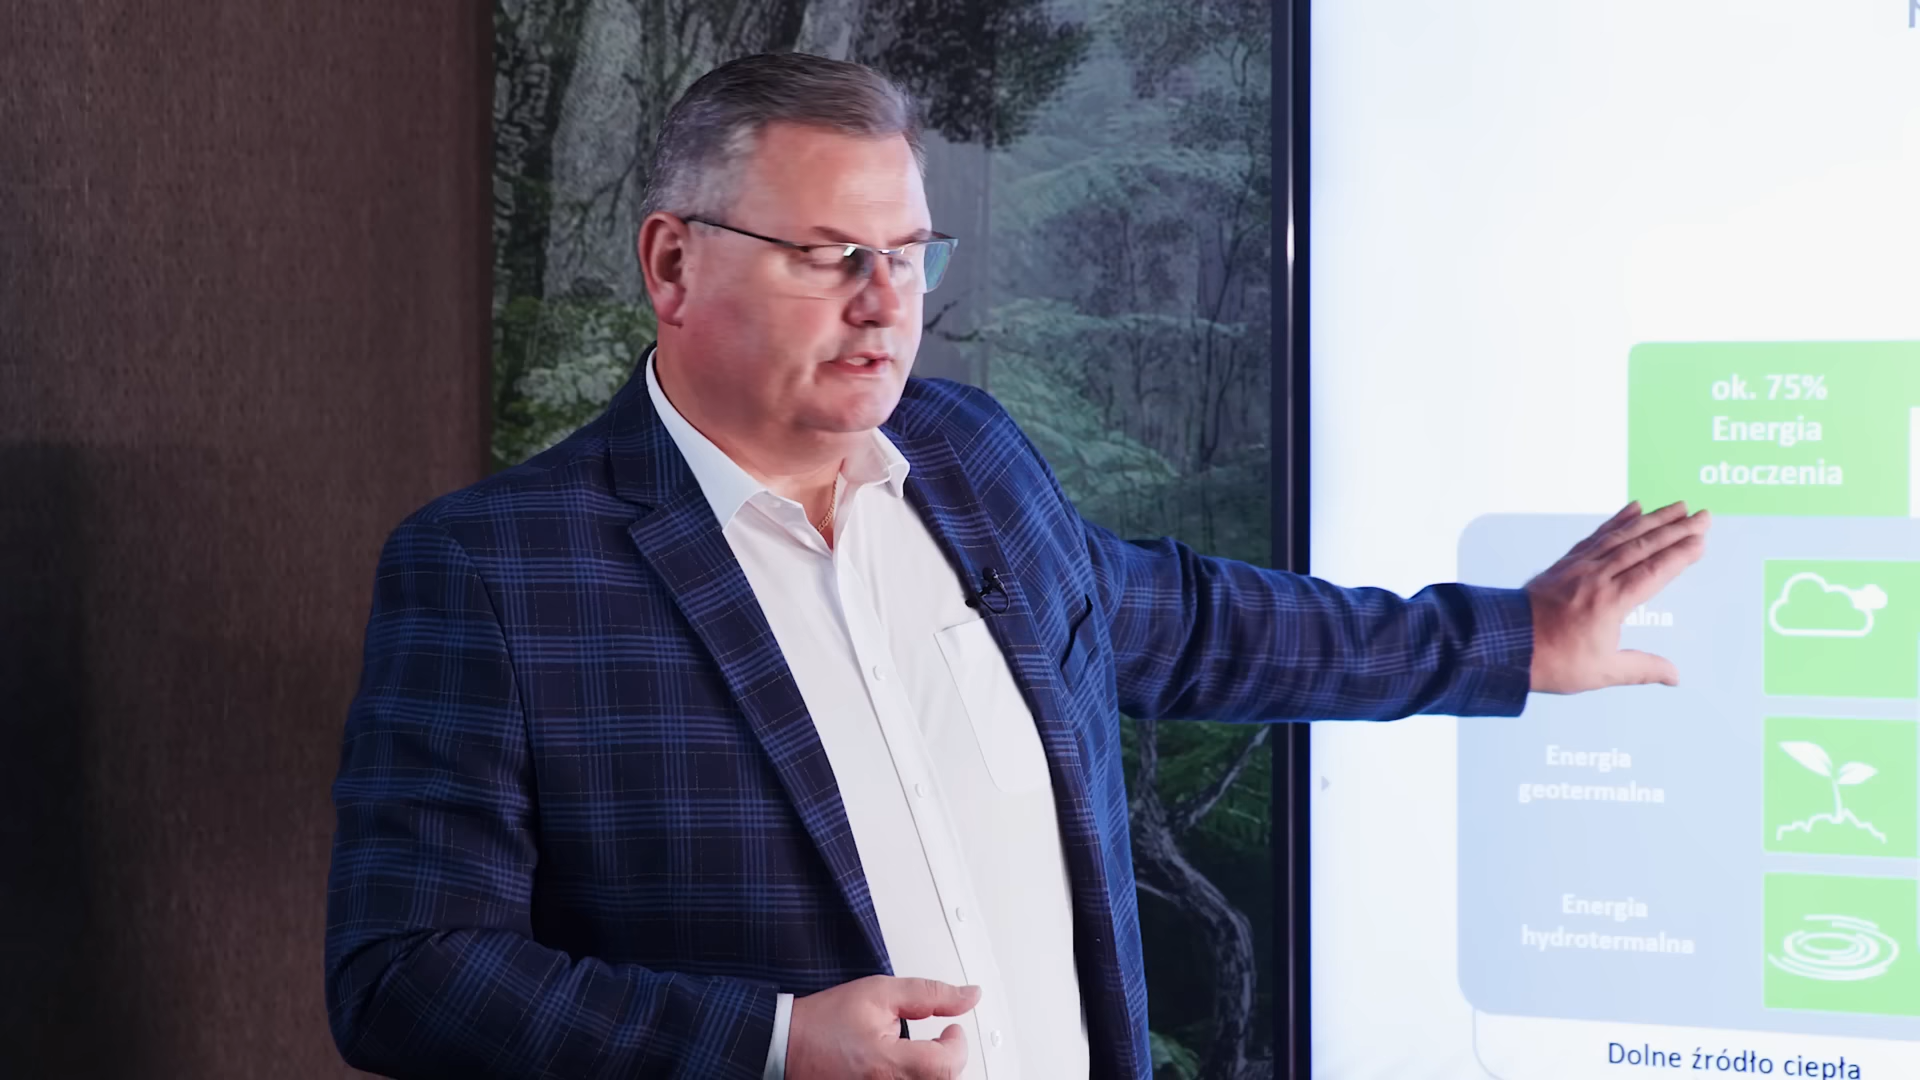 ok. 75%
Energia
otoczenia
Energia
geotermalna
Energia
hydrotermalna
Dolne źródło ciepła